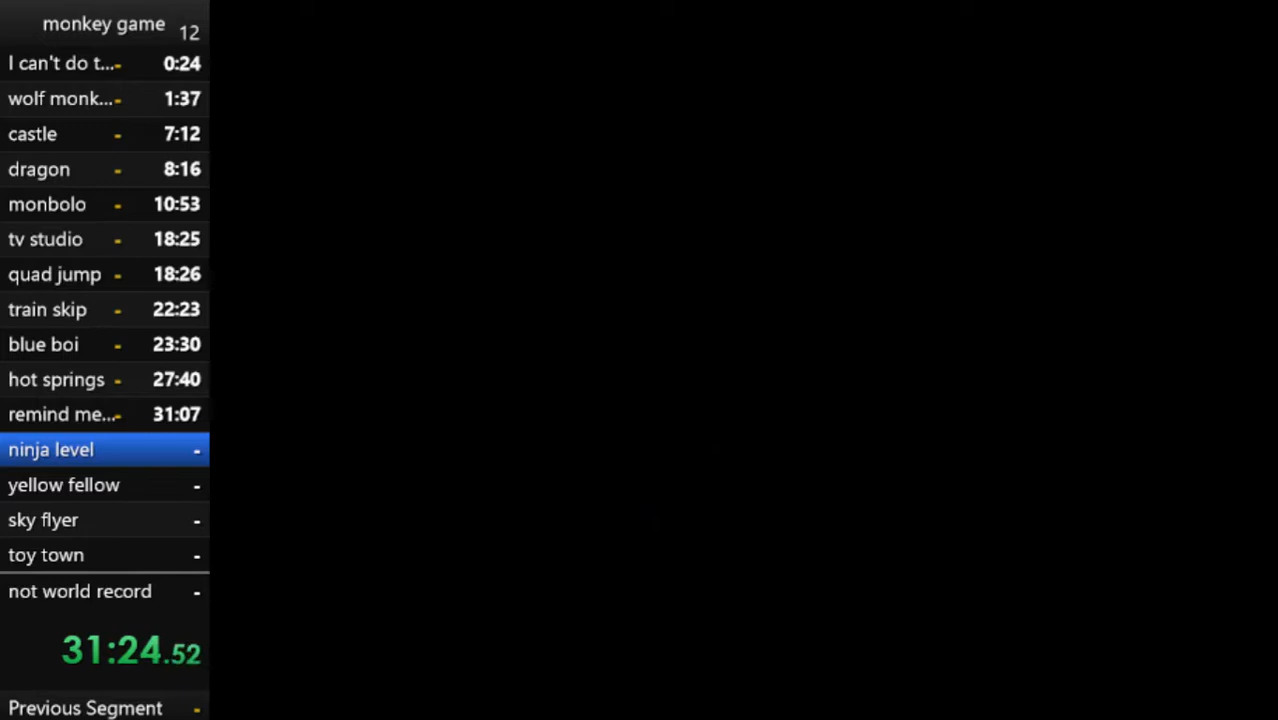 monkey game 12
I can't do t...- 0:24
wolf monk...- 1:37
castle - 7:12
dragon - 8:16
monbolo - 10:53
tv studio - 18:25
quad jump - 18:26
train skip - 22:23
blue boi - 23:30
hot springs - 27:40
remind me...- 31:07
ninja level -
yellow fellow -
sky flyer -
toy town -
not world record -
31:24.52
Previous Segment -